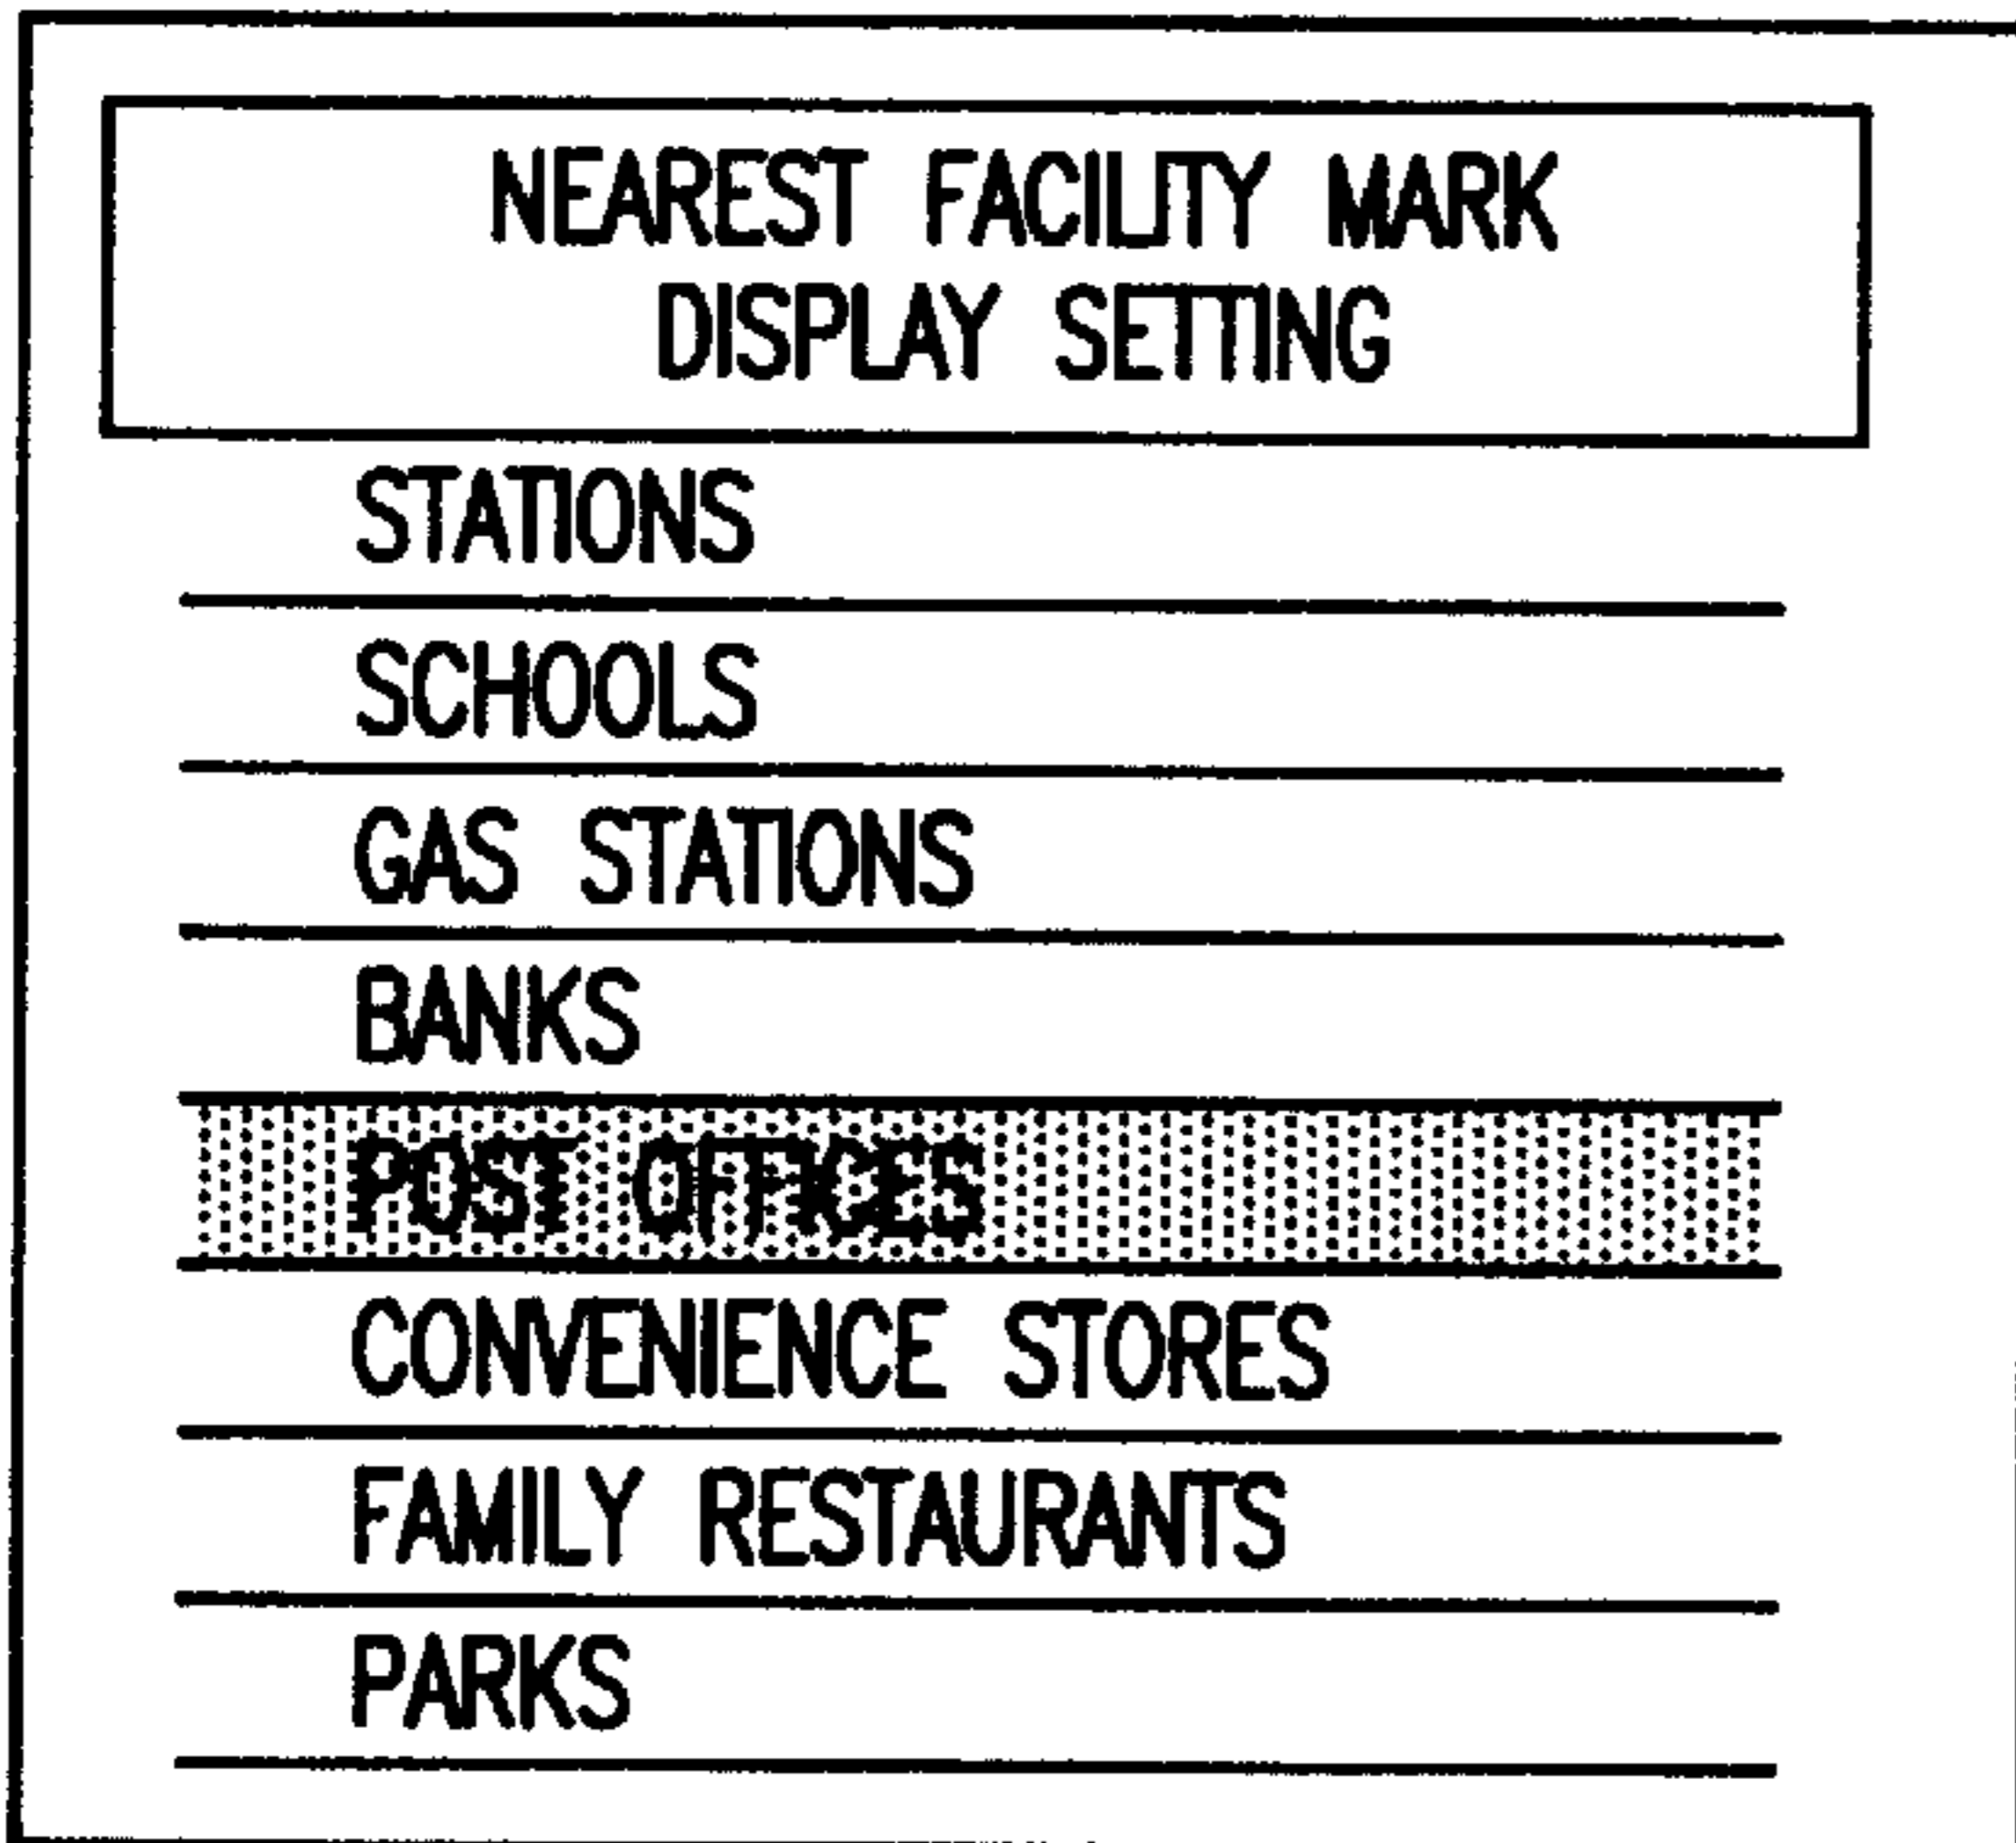 NEAREST FACILITY MARK
DISPLAY SETTING
STATIONS
SCHOOLS
GAS STATIONS
BANKS
POST OFFICES
CONVENIENCE STORES
FAMILY RESTAURANTS
PARKS